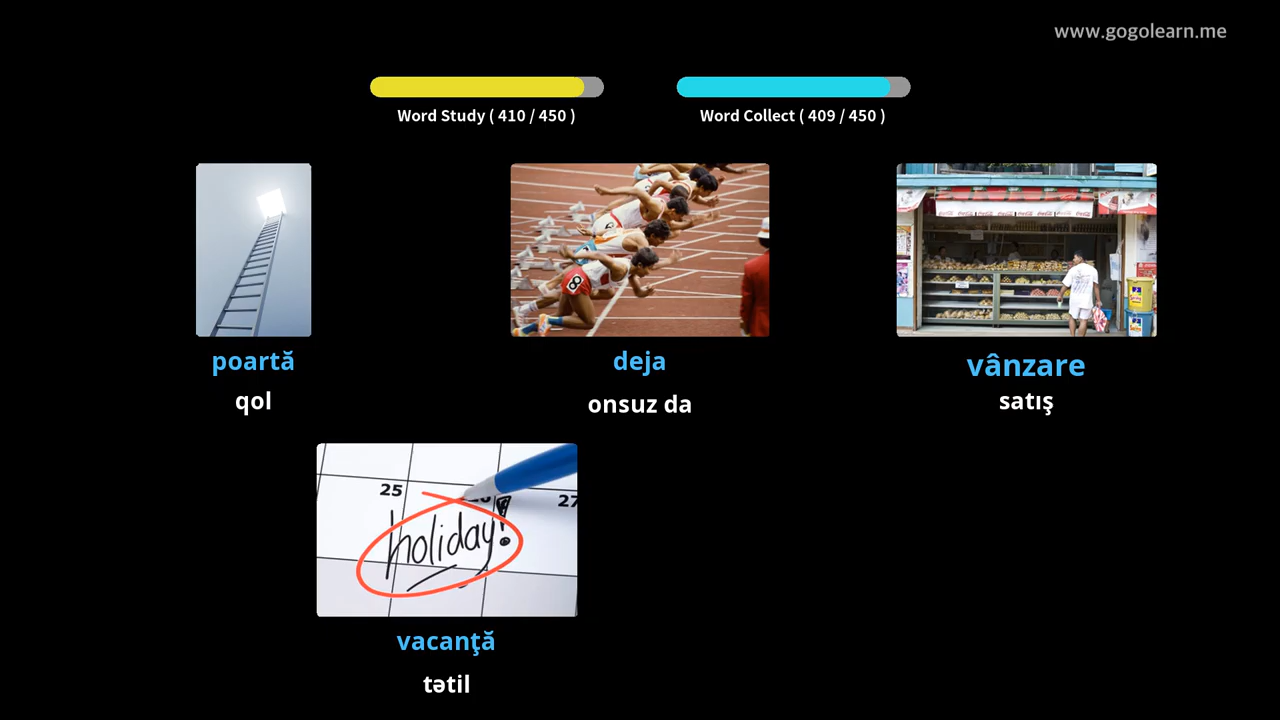 www.gogolearn.me
Word Study ( 410 / 450 )
Word Collect ( 409 / 450 )
poartă
deja
vânzare
qol
onsuz da
satış
25
27
holiday!
vacanţă
tətil